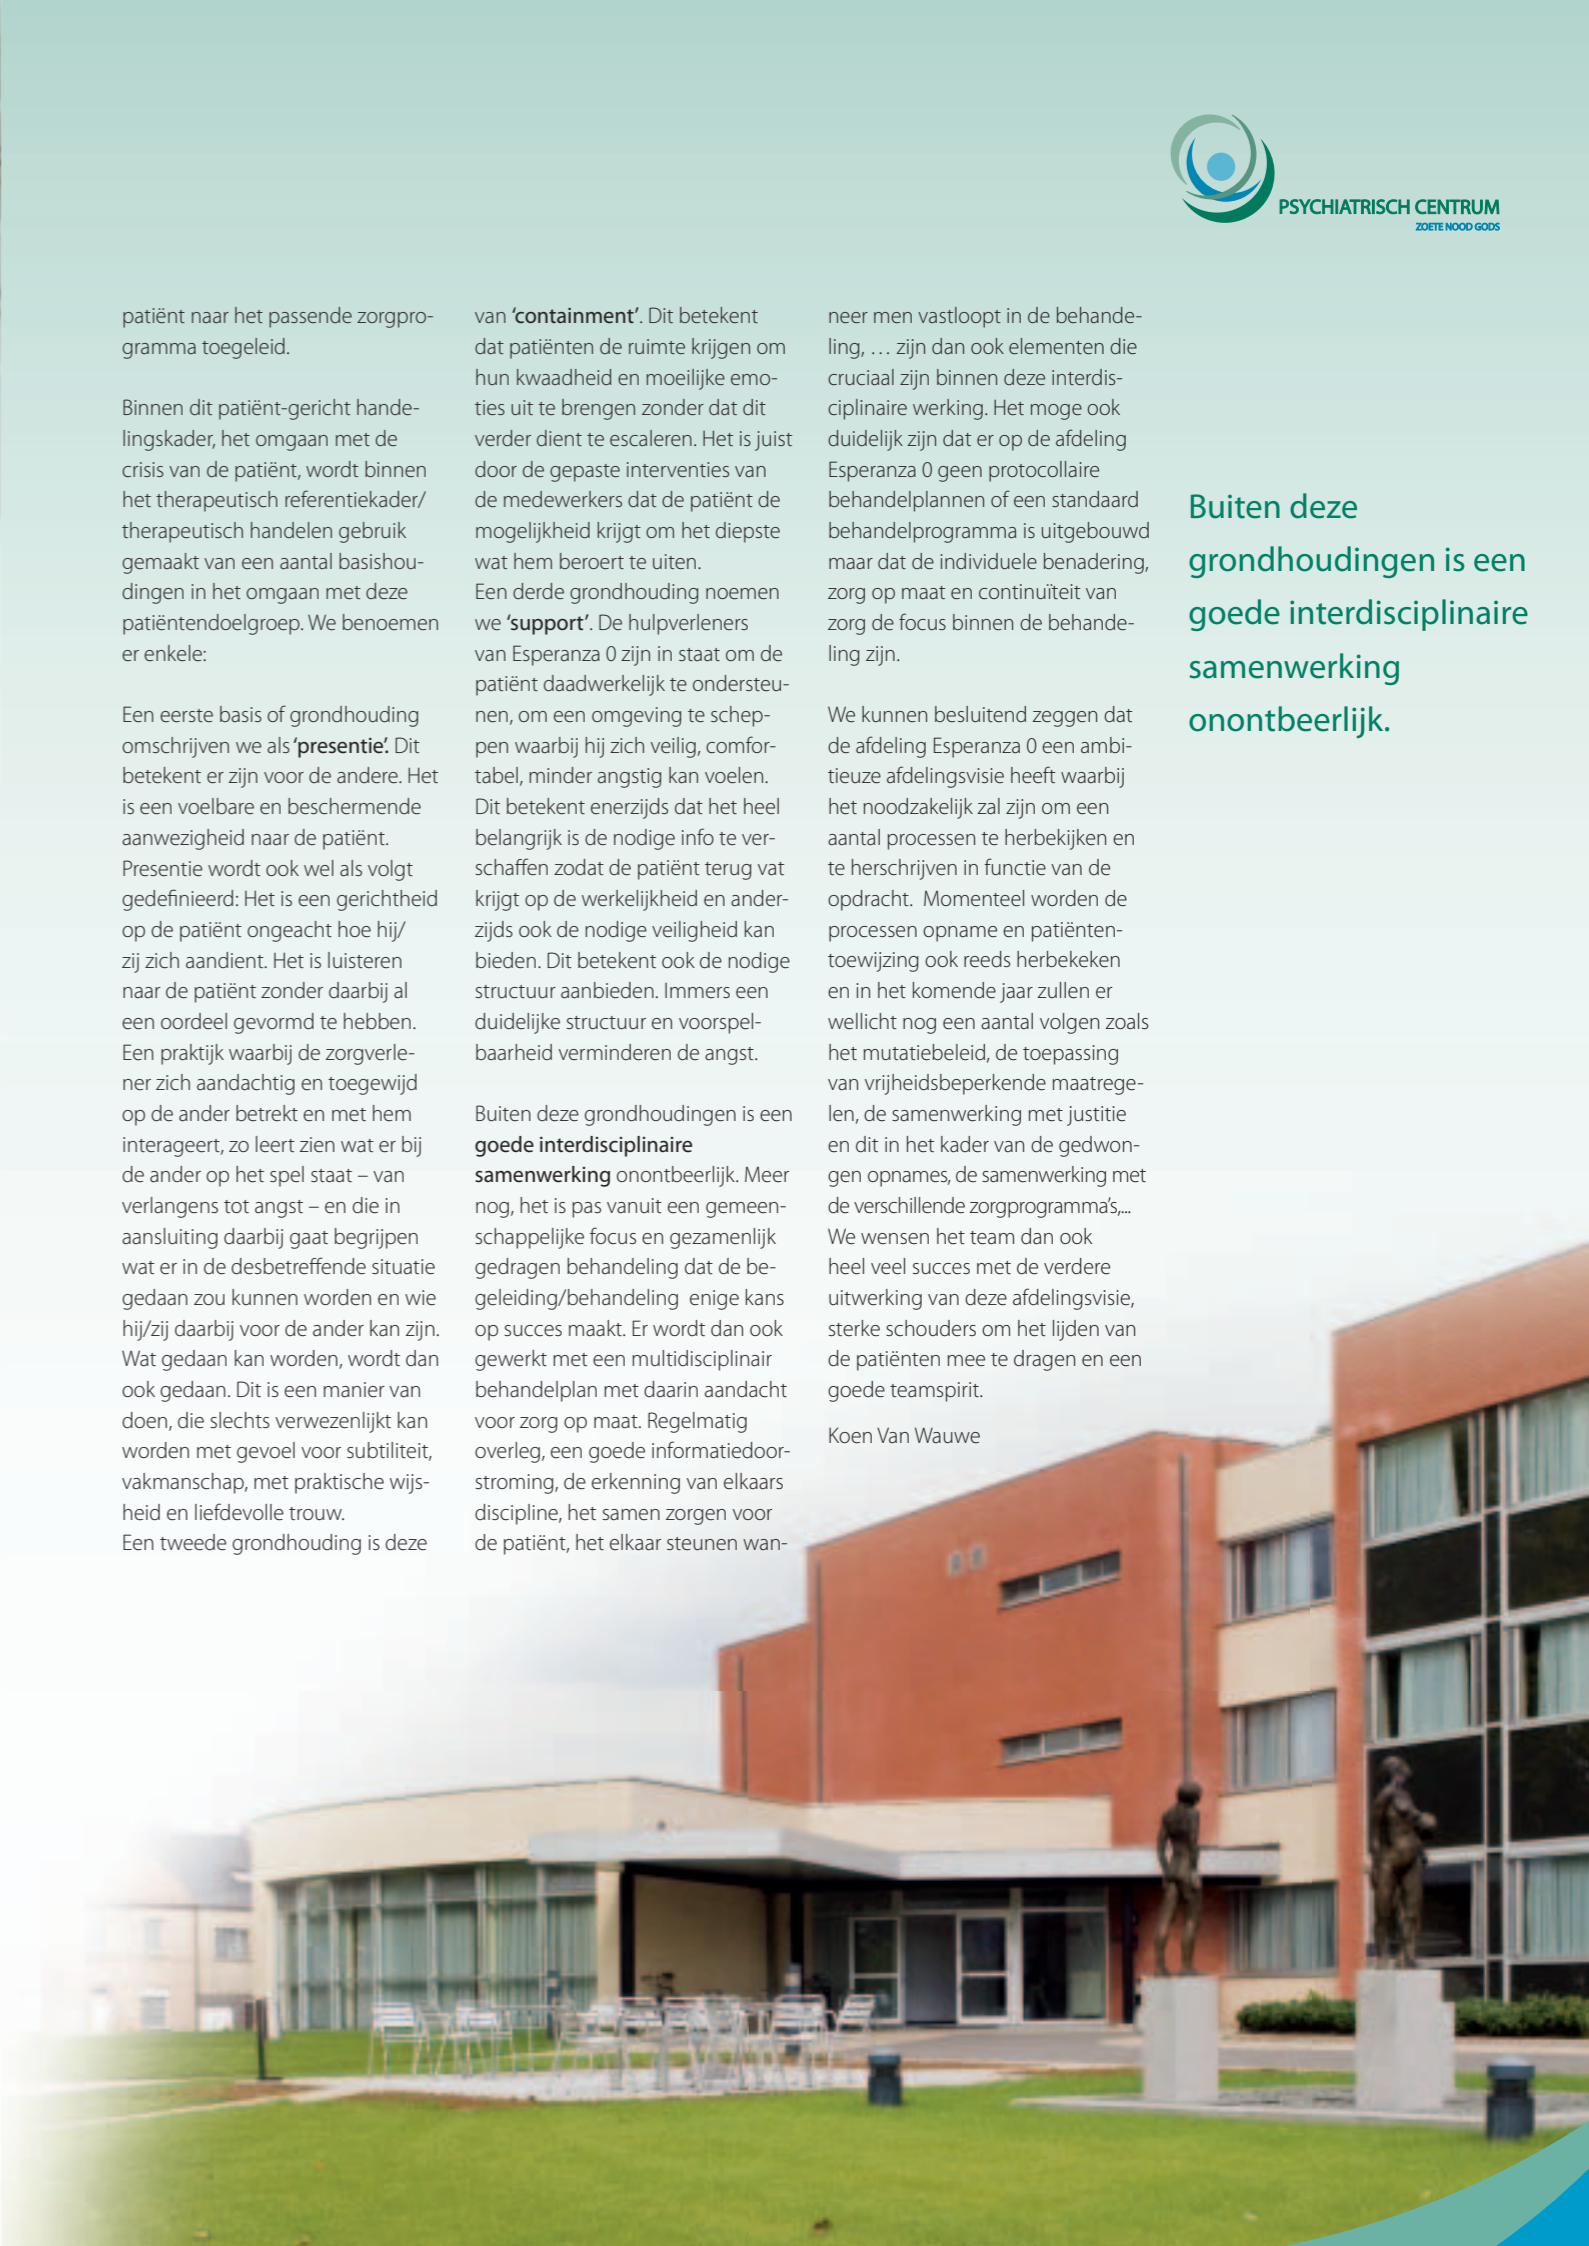 PSYCHIATRISCH CENTRUM
ZOETE NOOD GODS
patiënt naar het passende zorgpro-
gramma toegeleid.
Binnen dit patiënt-gericht hande-
lingskader, het omgaan met de
crisis van de patiënt, wordt binnen
het therapeutisch referentiekader/
therapeutisch handelen gebruik
gemaakt van een aantal basishou-
dingen in het omgaan met deze
patiëntendoelgroep. We benoemen
er enkele:
Een eerste basis of grondhouding
omschrijven we als ‘presentie’. Dit
betekent er zijn voor de andere. Het
is een voelbare en beschermende
aanwezigheid naar de patiënt.
Presentie wordt ook wel als volgt
gedefinieerd: Het is een gerichtheid
op de patiënt ongeacht hoe hij/
zij zich aandient. Het is luisteren
naar de patiënt zonder daarbij al
een oordeel gevormd te hebben.
Een praktijk waarbij de zorgverle-
ner zich aandachtig en toegewijd
op de ander betrekt en met hem
interageert, zo leert zien wat er bij
de ander op het spel staat – van
verlangens tot angst – en die in
aansluiting daarbij gaat begrijpen
wat er in de desbetreffende situatie
gedaan zou kunnen worden en wie
hij/zij daarbij voor de ander kan zijn.
Wat gedaan kan worden, wordt dan
ook gedaan. Dit is een manier van
doen, die slechts verwezenlijkt kan
worden met gevoel voor subtiliteit,
vakmanschap, met praktische wijs-
heid en liefdevolle trouw.
Een tweede grondhouding is deze
van ‘containment’. Dit betekent
dat patiënten de ruimte krijgen om
hun kwaadheid en moeilijke emo-
ties uit te brengen zonder dat dit
verder dient te escaleren. Het is juist
door de gepaste interventies van
de medewerkers dat de patiënt de
mogelijkheid krijgt om het diepste
wat hem beroert te uiten.
Een derde grondhouding noemen
we ‘support’. De hulpverleners
van Esperanza 0 zijn in staat om de
patiënt daadwerkelijk te ondersteu-
nen, om een omgeving te schep-
pen waarbij hij zich veilig, comfor-
tabel, minder angstig kan voelen.
Dit betekent enerzijds dat het heel
belangrijk is de nodige info te ver-
schaffen zodat de patiënt terug vat
krijgt op de werkelijkheid en ander-
zijds ook de nodige veiligheid kan
bieden. Dit betekent ook de nodige
structuur aanbieden. Immers een
duidelijke structuur en voorspel-
baarheid verminderen de angst.
Buiten deze grondhoudingen is een
goede interdisciplinaire
samenwerking onontbeerlijk. Meer
nog, het is pas vanuit een gemeen-
schappelijke focus en gezamenlijk
gedragen behandeling dat de be-
geleiding/behandeling enige kans
op succes maakt. Er wordt dan ook
gewerkt met een multidisciplinair
behandelplan met daarin aandacht
voor zorg op maat. Regelmatig
overleg, een goede informatiedoor-
stroming, de erkenning van elkaars
discipline, het samen zorgen voor
de patiënt, het elkaar steunen wan-
neer men vastloopt in de behande-
ling, … zijn dan ook elementen die
cruciaal zijn binnen deze interdis-
ciplinaire werking. Het moge ook
duidelijk zijn dat er op de afdeling
Esperanza 0 geen protocollaire
behandelplannen of een standaard
behandelprogramma is uitgebouwd
maar dat de individuele benadering,
zorg op maat en continuïteit van
zorg de focus binnen de behande-
ling zijn.
We kunnen besluitend zeggen dat
de afdeling Esperanza 0 een ambi-
tieuze afdelingsvisie heeft waarbij
het noodzakelijk zal zijn om een
aantal processen te herbekijken en
te herschrijven in functie van de
opdracht. Momenteel worden de
processen opname en patiënten-
toewijzing ook reeds herbekeken
en in het komende jaar zullen er
wellicht nog een aantal volgen zoals
het mutatiebeleid, de toepassing
van vrijheidsbeperkende maatrege-
len, de samenwerking met justitie
en dit in het kader van de gedwon-
gen opnames, de samenwerking met
de verschillende zorgprogramma’s,...
We wensen het team dan ook
heel veel succes met de verdere
uitwerking van deze afdelingsvisie,
sterke schouders om het lijden van
de patiënten mee te dragen en een
goede teamspirit.
Koen Van Wauwe
Buiten deze
grondhoudingen is een
goede interdisciplinaire
samenwerking
onontbeerlijk.